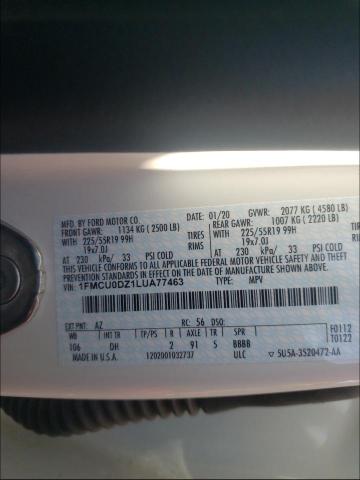 MFD. BY FORD MOTOR CO. DATE: 01/20 GVWR: 2077 KG ( 4580 LB)
FRONT GAWR: 1134 KG ( 2500 LB) REAR GAWR: 1007 KG ( 2220 LB)
225/55R19 99H TIRES 225/55R19 99H
19x7.0J RIMS 19x7.0J
AT 230 kPa/ 33 PSI COLD AT 230 kPa/ 33 PSI COLD
THIS VEHICLE CONFORMS TO ALL APPLICABLE FEDERAL MOTOR VEHICLE SAFETY AND THEFT PREVENTION STANDARDS IN EFFECT ON THE DATE OF MANUFACTURE SHOWN ABOVE.
VIN: 1FMCU0DZ1LUA77463 TYPE: MPV
EXT PNT: AZ RC: 56 DSO:
WB INT TR TP/PS R AXLE TR SPR F0112
106 DH 2 91 5 BBBB T0122
MADE IN U.S.A. 1202001032737 ULC ▽ 5U5A-3520472-AA